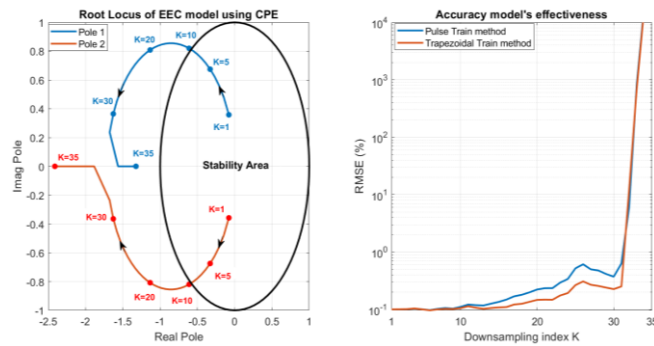 Root Locus of EEC model using CPE
Pole 1
Pole 2
1
0.8
0.6
0.4
0.2
0
-0.2
-0.4
-0.6
-0.8
-1
Imag Pole
K=20
K=10
K=5
K=30
K=1
K=35
K=35
Stability Area
K=1
K=30
K=5
K=10
K=20
-2.5 -2 -1.5 -1 -0.5 0 0.5 1
Real Pole
Accuracy model's effectiveness
Pulse Train method
Trapezoidal Train method
10^4
10^3
10^2
10^1
10^0
10^-1
RMSE (%)
1 10 20 30 35
Downsampling index K